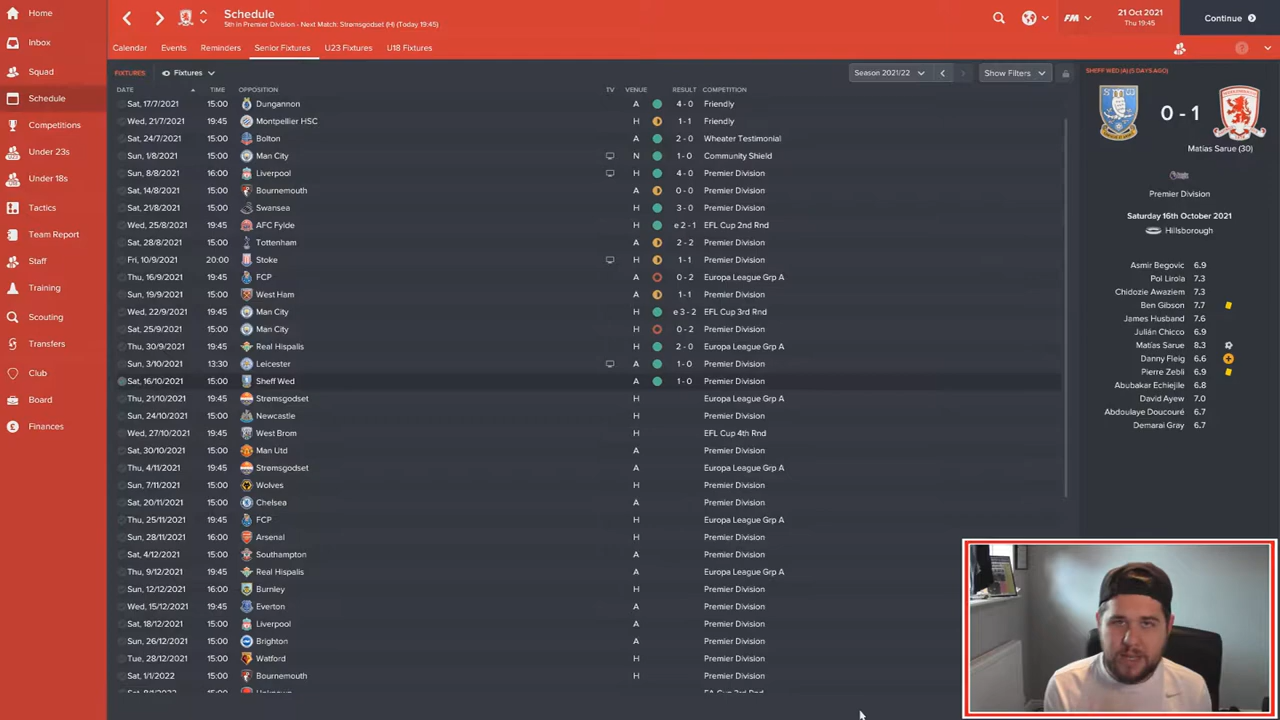 Home
Inbox
Squad
Schedule
Competitions
Under 23s
Under 18s
Tactics
Team Report
Staff
Training
Scouting
Transfers
Club
Board
Finances
Schedule
5th in Premier Division - Next Match: Strømsgodset (H) (Today 19:45)
FM
21 Oct 2021
Thu 19:45
Continue
Calendar Events Reminders Senior Fixtures U23 Fixtures U18 Fixtures
FIXTURES Fixtures Season 2021/22 Show Filters
DATE TIME OPPOSITION TV VENUE RESULT COMPETITION
Sat, 17/7/2021 15:00 Dungannon A 4 - 0 Friendly
Wed, 21/7/2021 19:45 Montpellier HSC H 1 - 1 Friendly
Sat, 24/7/2021 15:00 Bolton A 2 - 0 Wheater Testimonial
Sun, 1/8/2021 15:00 Man City N 1 - 0 Community Shield
Sun, 8/8/2021 16:00 Liverpool H 4 - 0 Premier Division
Sat, 14/8/2021 15:00 Bournemouth A 0 - 0 Premier Division
Sat, 21/8/2021 15:00 Swansea H 3 - 0 Premier Division
Wed, 25/8/2021 19:45 AFC Fylde H e 2 - 1 EFL Cup 2nd Rnd
Sat, 28/8/2021 15:00 Tottenham A 2 - 2 Premier Division
Fri, 10/9/2021 20:00 Stoke H 1 - 1 Premier Division
Thu, 16/9/2021 19:45 FCP A 0 - 2 Europa League Grp A
Sun, 19/9/2021 15:00 West Ham A 1 - 1 Premier Division
Wed, 22/9/2021 19:45 Man City H e 3 - 2 EFL Cup 3rd Rnd
Sat, 25/9/2021 15:00 Man City H 0 - 2 Premier Division
Thu, 30/9/2021 19:45 Real Hispalis H 2 - 0 Europa League Grp A
Sun, 3/10/2021 13:30 Leicester A 1 - 0 Premier Division
Sat, 16/10/2021 15:00 Sheff Wed A 1 - 0 Premier Division
Thu, 21/10/2021 19:45 Strømsgodset H Europa League Grp A
Sun, 24/10/2021 15:00 Newcastle H Premier Division
Wed, 27/10/2021 19:45 West Brom H EFL Cup 4th Rnd
Sat, 30/10/2021 15:00 Man Utd A Premier Division
Thu, 4/11/2021 19:45 Strømsgodset A Europa League Grp A
Sun, 7/11/2021 15:00 Wolves H Premier Division
Sat, 20/11/2021 15:00 Chelsea A Premier Division
Thu, 25/11/2021 19:45 FCP H Europa League Grp A
Sun, 28/11/2021 16:00 Arsenal H Premier Division
Sat, 4/12/2021 15:00 Southampton A Premier Division
Thu, 9/12/2021 19:45 Real Hispalis A Europa League Grp A
Sun, 12/12/2021 16:00 Burnley H Premier Division
Wed, 15/12/2021 19:45 Everton A Premier Division
Sat, 18/12/2021 15:00 Liverpool A Premier Division
Sun, 26/12/2021 15:00 Brighton A Premier Division
Tue, 28/12/2021 15:00 Watford H Premier Division
Sat, 1/1/2022 15:00 Bournemouth H Premier Division
SHEFF WED (A) (5 DAYS AGO)
0 - 1
Matías Sarue (30)
Premier Division
Saturday 16th October 2021
Hillsborough
Asmir Begovic 6.9
Pol Lirola 7.3
Chidozie Awaziem 7.3
Ben Gibson 7.7
James Husband 7.6
Julián Chicco 6.9
Matías Sarue 8.3
Danny Fleig 6.6
Pierre Zebli 6.9
Abubakar Echiejile 6.8
David Ayew 7.0
Abdoulaye Doucouré 6.7
Demarai Gray 6.7